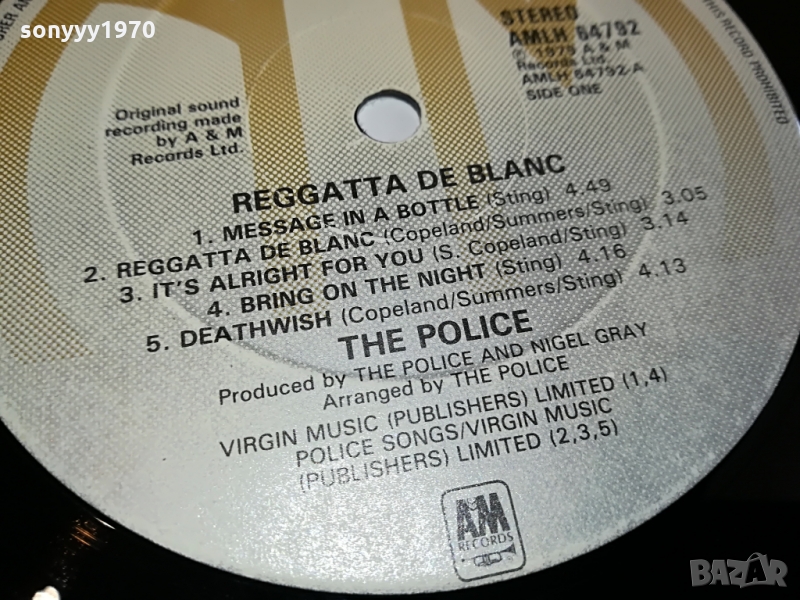 sonyyy1970
STEREO
AMLH 64792
Ⓟ 1979 A & M
Records Ltd.
AMLH 64792-A
SIDE ONE
THIS RECORD PROHIBITED
Original sound
recording made
by A & M
Records Ltd.
REGGATTA DE BLANC
1. MESSAGE IN A BOTTLE (Sting) 4.49
2. REGGATTA DE BLANC (Copeland/Summers/Sting) 3.05
3. IT'S ALRIGHT FOR YOU (S. Copeland/Sting) 3.14
4. BRING ON THE NIGHT (Sting) 4.16
5. DEATHWISH (Copeland/Summers/Sting) 4.13
THE POLICE
Produced by THE POLICE AND NIGEL GRAY
Arranged by THE POLICE
VIRGIN MUSIC (PUBLISHERS) LIMITED (1,4)
POLICE SONGS/VIRGIN MUSIC
(PUBLISHERS) LIMITED (2,3,5)
AM
RECORDS
BAZAR